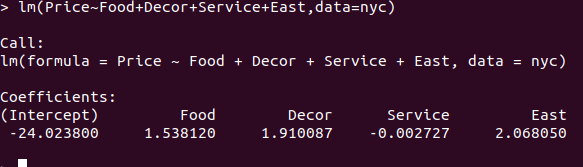 > lm(Price~Food+Decor+Service+East,data=nyc)
Call:
lm(formula = Price ~ Food + Decor + Service + East, data = nyc)
Coefficients:
(Intercept)         Food        Decor      Service         East
 -24.023800     1.538120     1.910087    -0.002727     2.068050